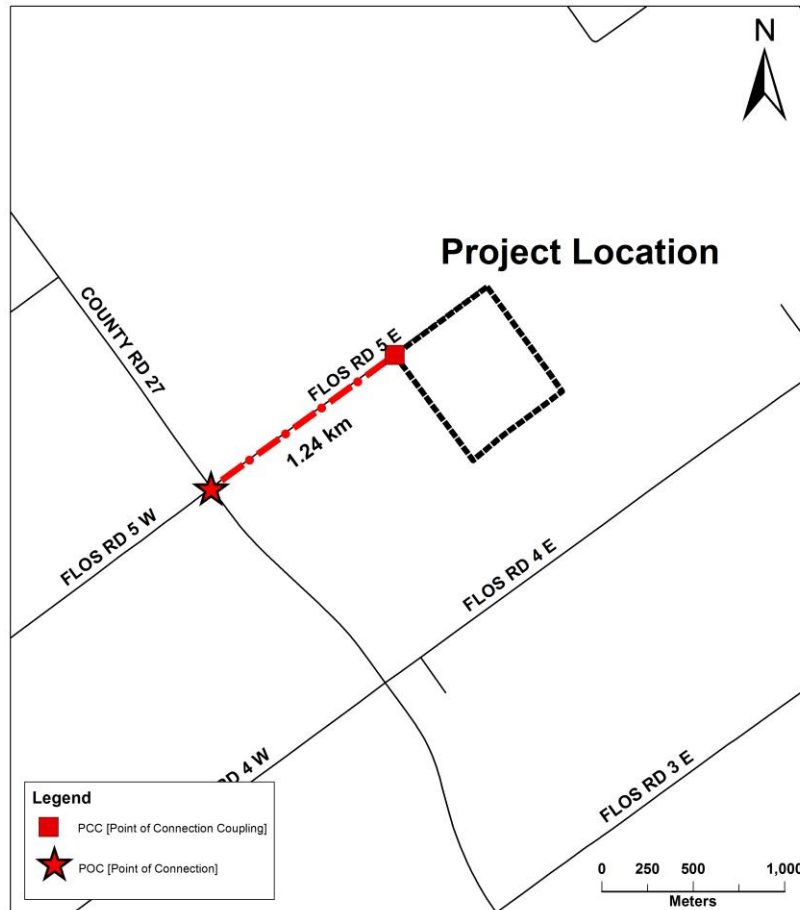 N
Project Location
COUNTY RD 27
FLOS RD 5 E
1.24 km
FLOS RD 5 W
FLOS RD 4 E
RD 4 W
FLOS RD 3 E
Legend
PCC [Point of Connection Coupling]
POC [Point of Connection]
0 250 500 1,000
Meters